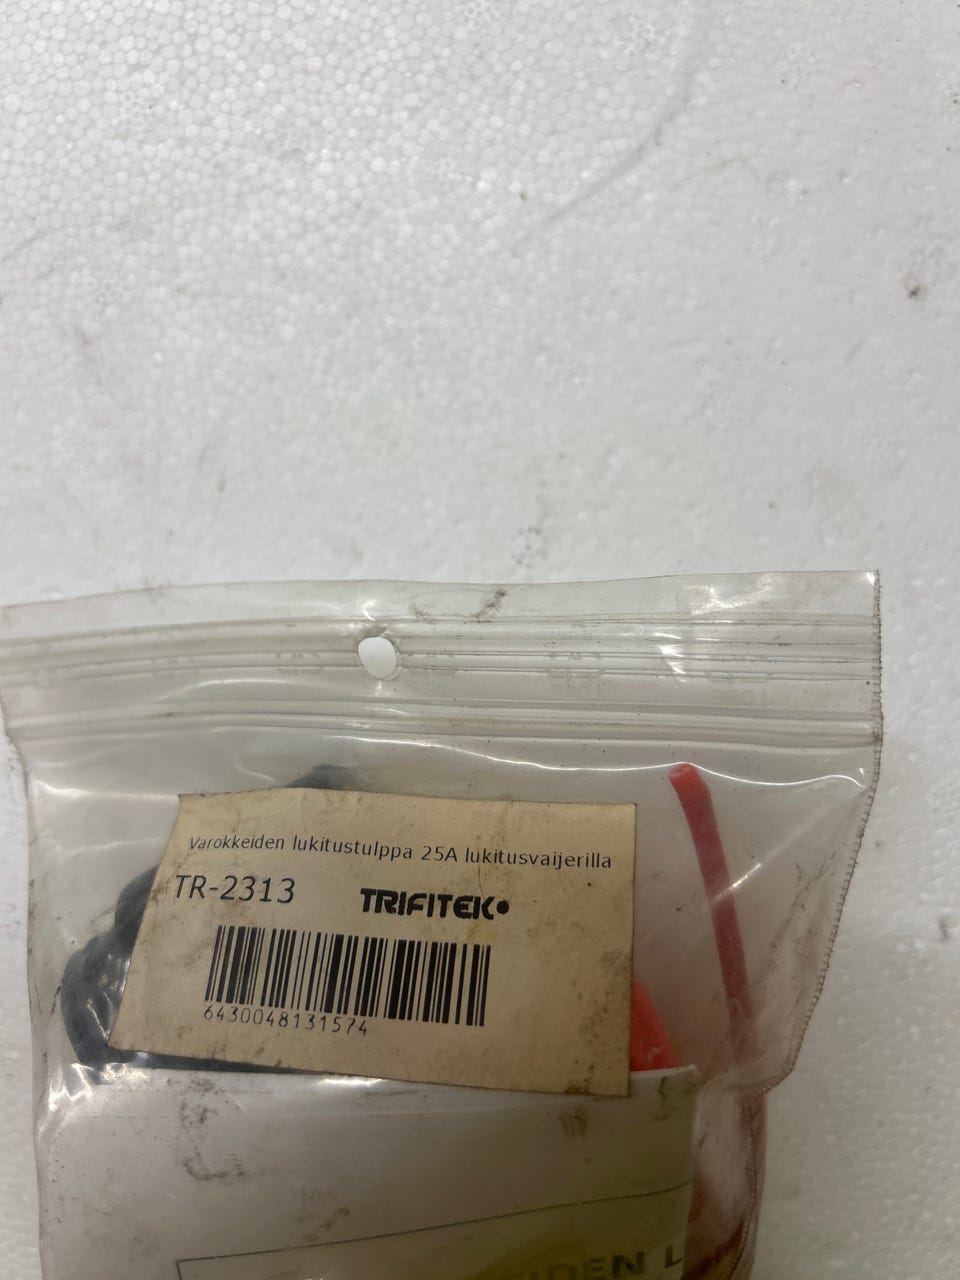 Varokkeiden lukitustulppa 25A lukitusvaijerilla
TR-2313
TRIFITEK
6430048131574